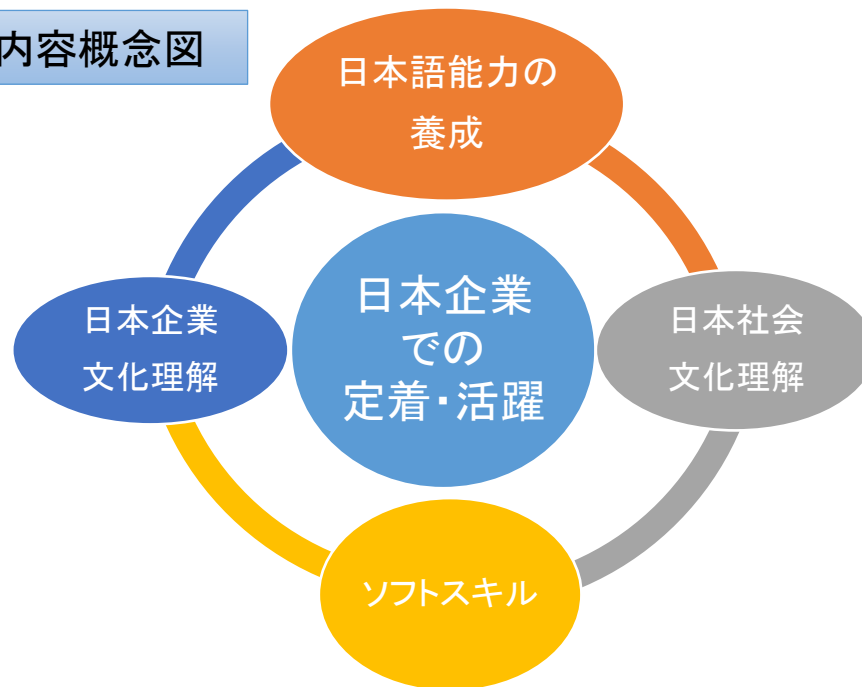 内容概念図
日本語能力の
養成
日本企業
文化理解
日本企業
での
定着・活躍
日本社会
文化理解
ソフトスキル